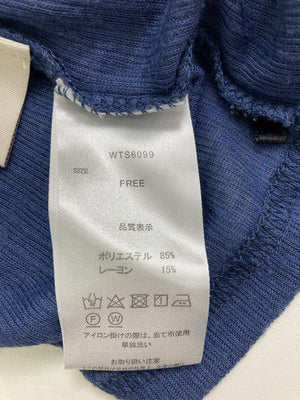 WTS6099
SIZE
FREE
品質表示
ポリエステル 85%
レーヨン 15%
F W
アイロン掛けの際は、当て布使用
単独洗い
お取り扱い注意